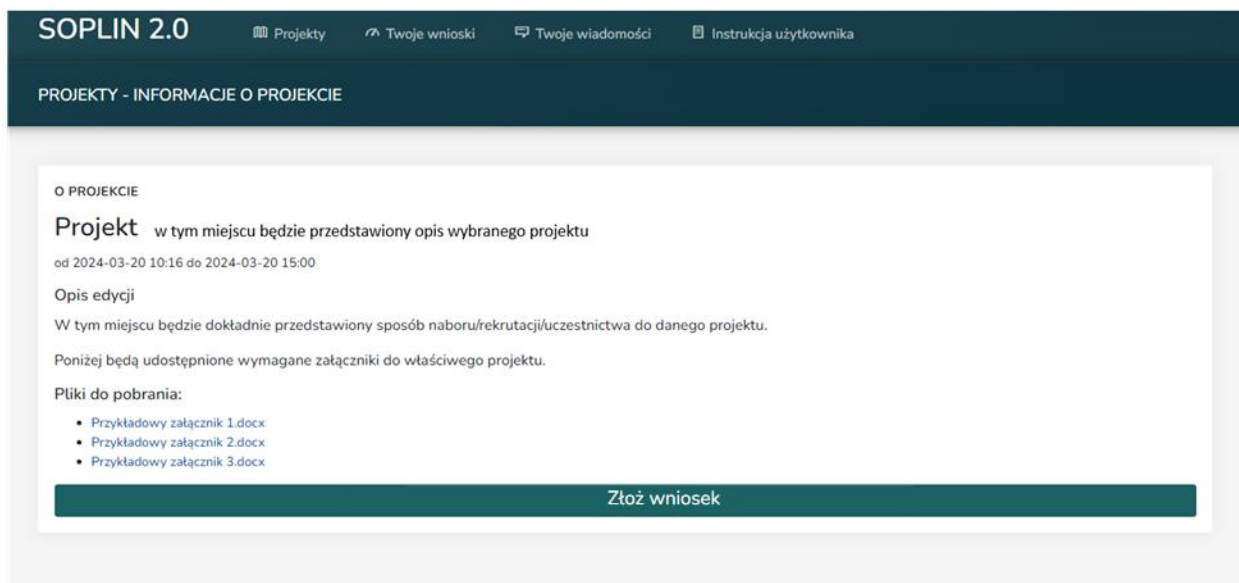 SOPLIN 2.0 Projekty Twoje wnioski Twoje wiadomości Instrukcja użytkownika
PROJEKTY - INFORMACJE O PROJEKCIE
O PROJEKCIE
Projekt w tym miejscu będzie przedstawiony opis wybranego projektu
od 2024-03-20 10:16 do 2024-03-20 15:00
Opis edycji
W tym miejscu będzie dokładnie przedstawiony sposób naboru/rekrutacji/uczestnictwa do danego projektu.
Poniżej będą udostępnione wymagane załączniki do właściwego projektu.
Pliki do pobrania:
• Przykładowy załącznik 1.docx
• Przykładowy załącznik 2.docx
• Przykładowy załącznik 3.docx
Złoż wniosek